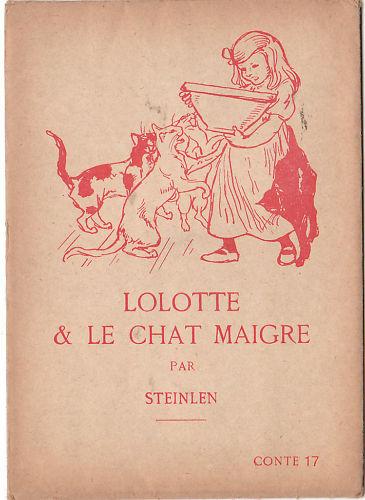 LOLOTTE
& LE CHAT MAIGRE
PAR
STEINLEN
CONTE 17